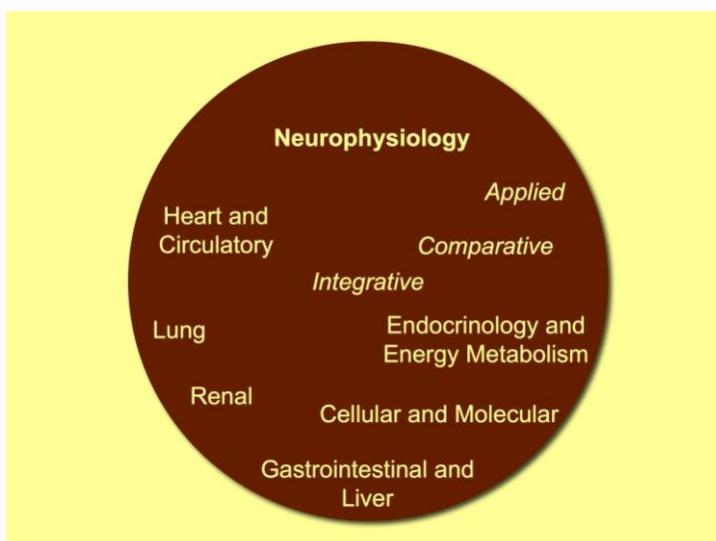 Neurophysiology
Applied
Heart and
Circulatory
Comparative
Integrative
Lung
Endocrinology and
Energy Metabolism
Renal
Cellular and Molecular
Gastrointestinal and
Liver